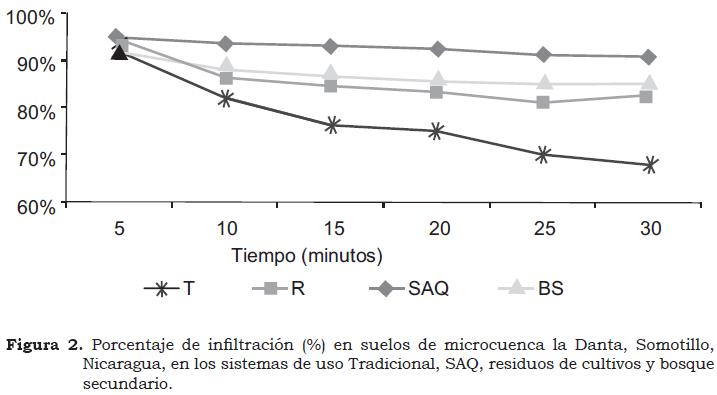 100%
90%
80%
70%
60%
5 10 15 20 25 30
Tiempo (minutos)
T R SAQ BS
Figura 2. Porcentaje de infiltración (%) en suelos de microcuenca la Danta, Somotillo,
Nicaragua, en los sistemas de uso Tradicional, SAQ, residuos de cultivos y bosque
secundario.